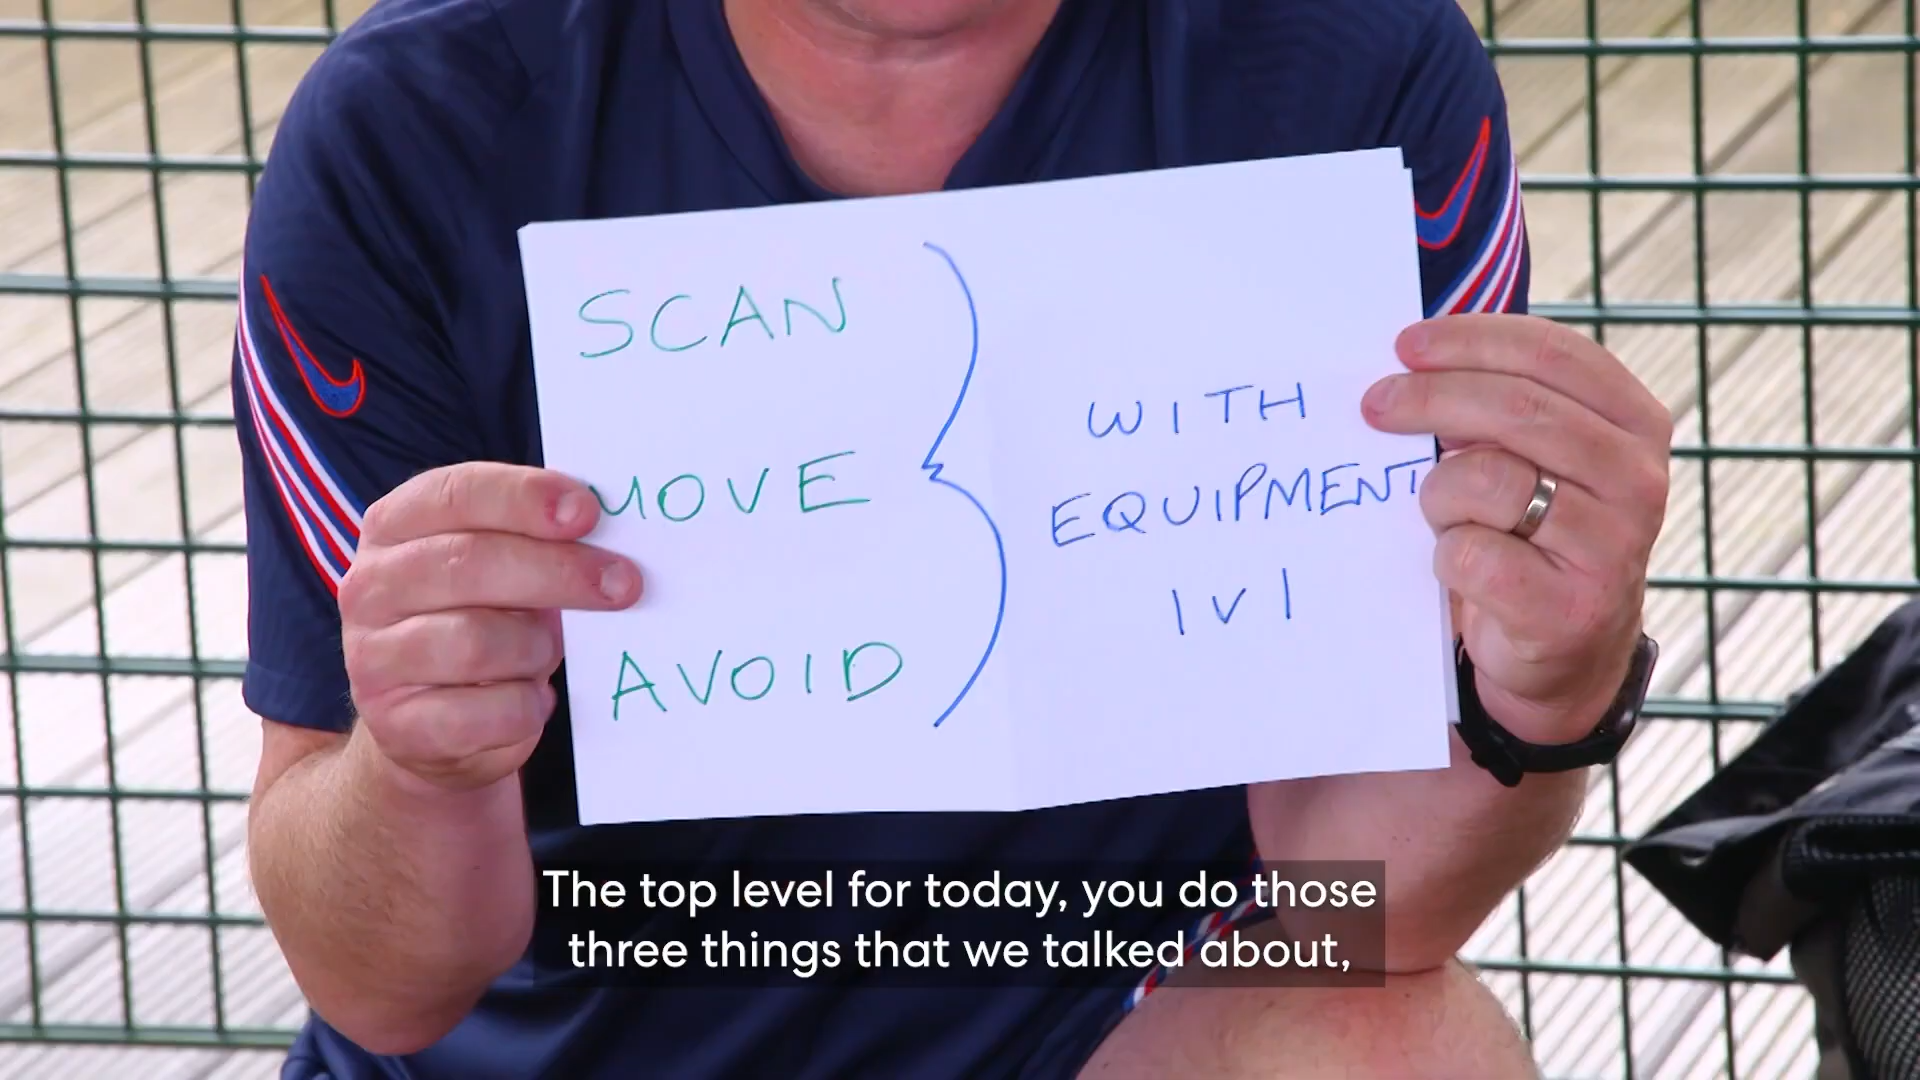 SCAN
MOVE
AVOID
WITH
EQUIPMENT
1v1
The top level for today, you do those
three things that we talked about,